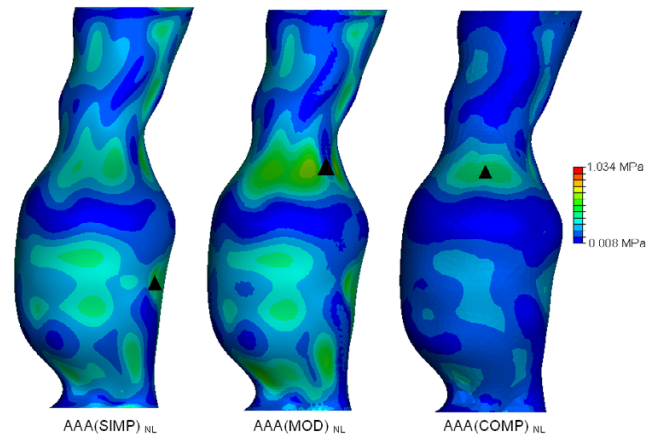 1.034 MPa
0.008 MPa
AAA(SIMP) NL
AAA(MOD) NL
AAA(COMP) NL